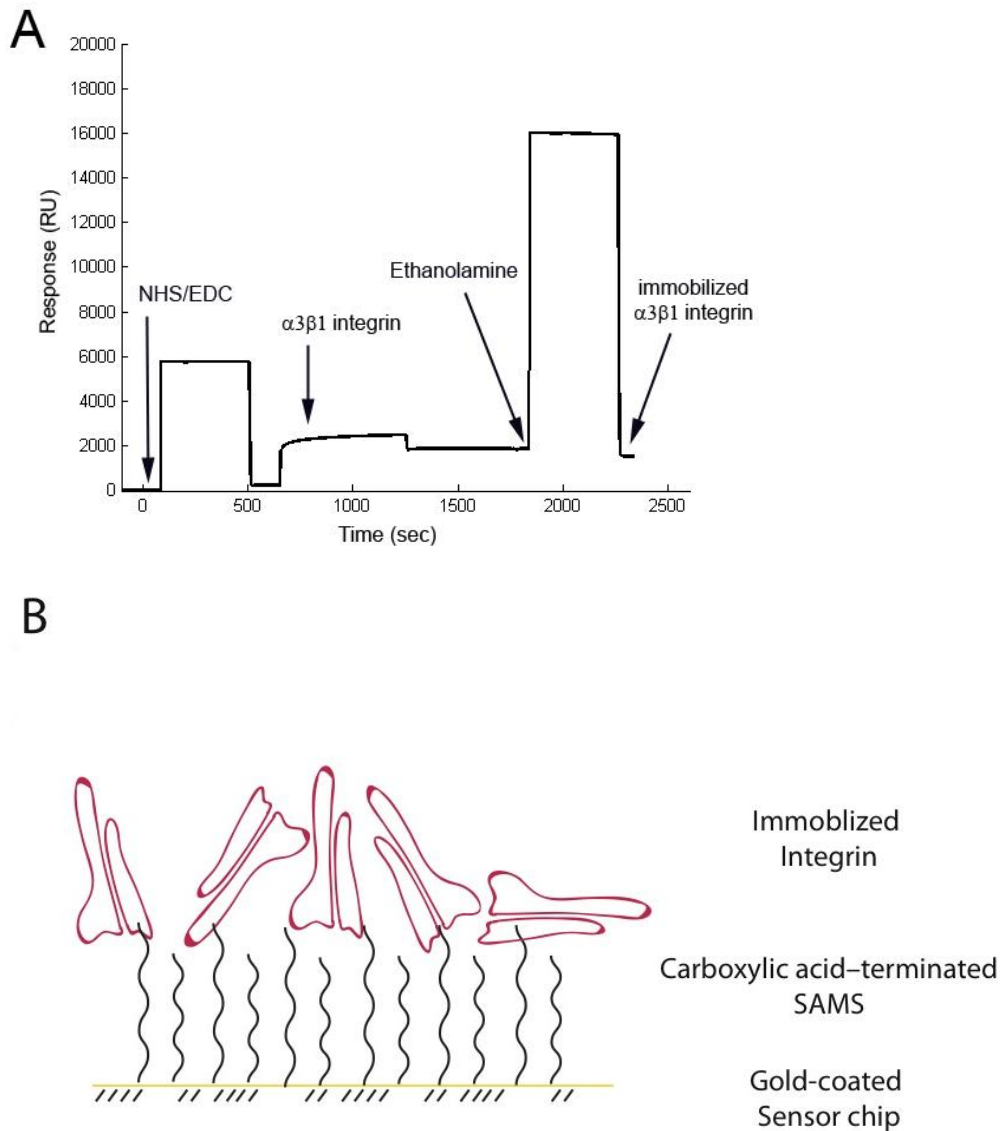 A
20000
18000
16000
14000
12000
10000
8000
6000
4000
2000
0
Response (RU)
NHS/EDC
α3β1 integrin
Ethanolamine
immobilized
α3β1 integrin
0
500
1000
1500
2000
2500
Time (sec)
B
Immoblized
Integrin
Carboxylic acid–terminated
SAMS
Gold-coated
Sensor chip